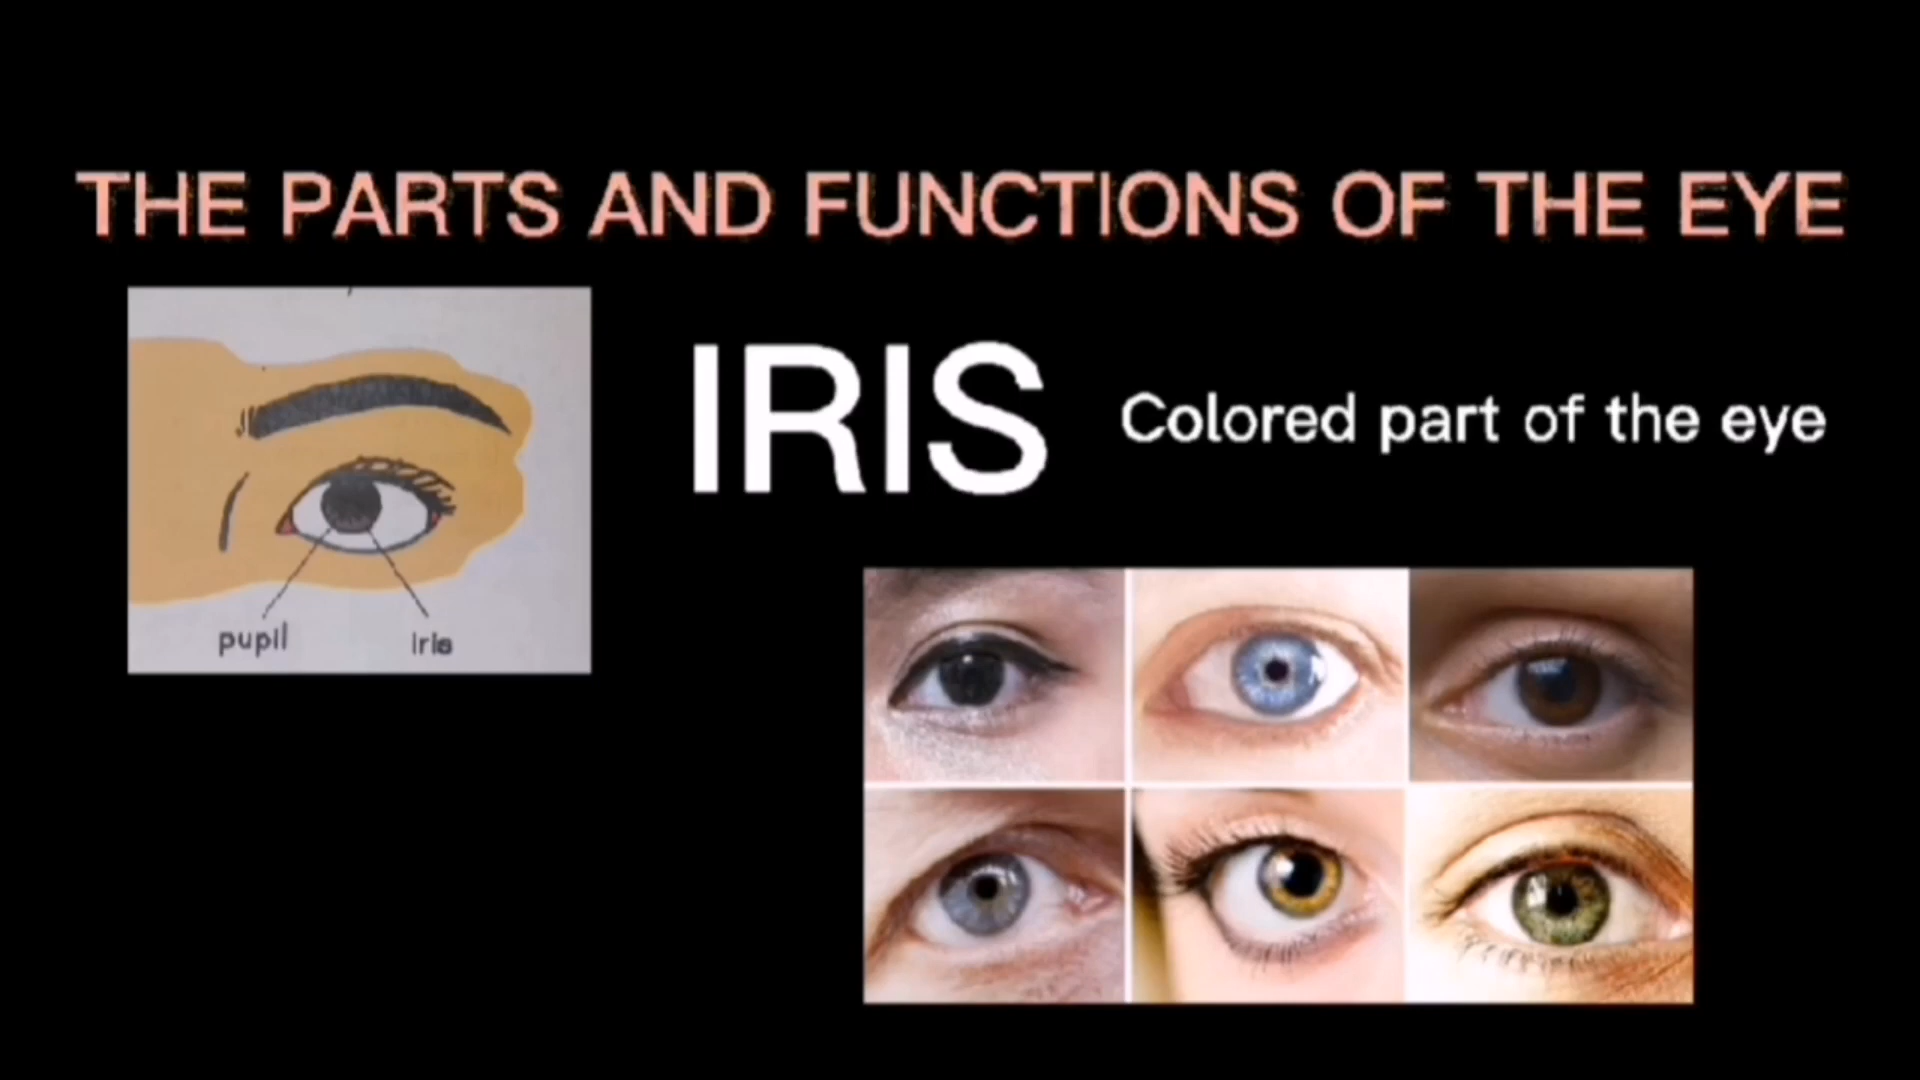 THE PARTS AND FUNCTIONS OF THE EYE
IRIS
Colored part of the eye
pupil
iris